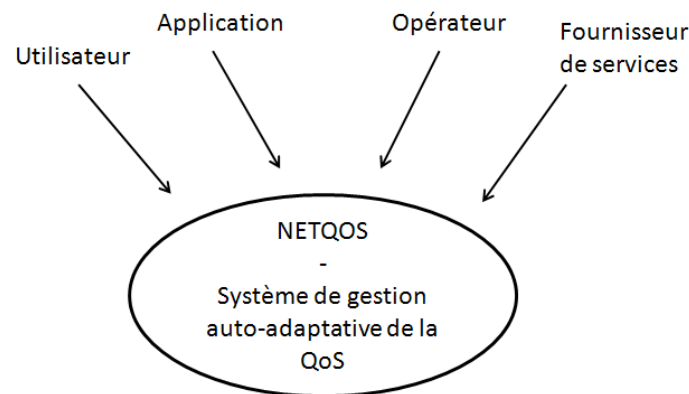 Utilisateur
Application
Opérateur
Fournisseur
de services
NETQOS
-
Système de gestion
auto-adaptative de la
QoS